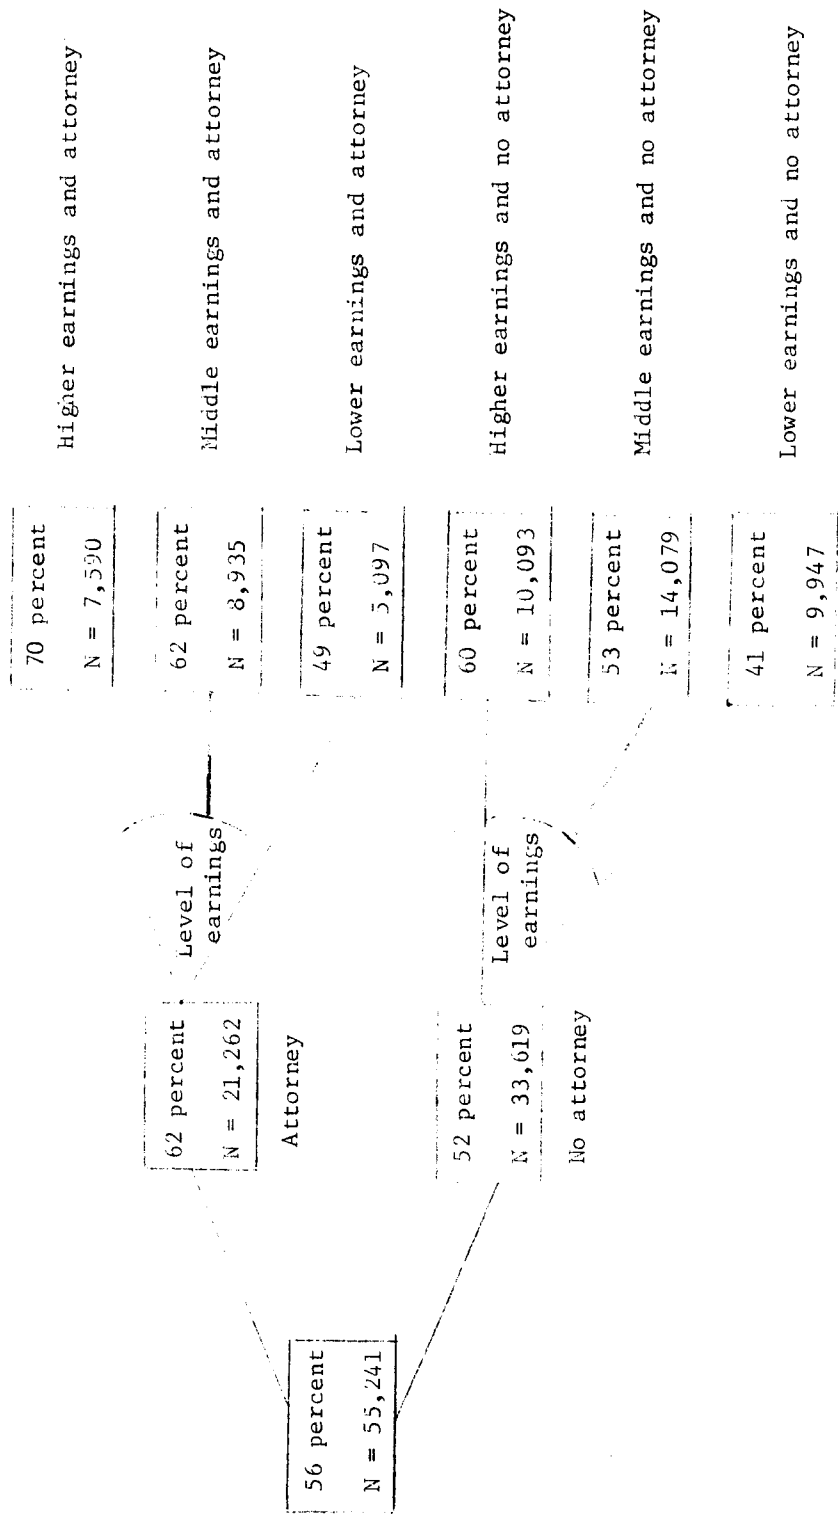 56 percent
N = 55,241
62 percent
N = 21,262
Attorney
52 percent
N = 33,619
No attorney
Level of
earnings
Level of
earnings
70 percent
N = 7,590
Higher earnings and attorney
62 percent
N = 8,935
Middle earnings and attorney
49 percent
N = 5,097
Lower earnings and attorney
60 percent
N = 10,093
Higher earnings and no attorney
53 percent
N = 14,079
Middle earnings and no attorney
41 percent
N = 9,947
Lower earnings and no attorney